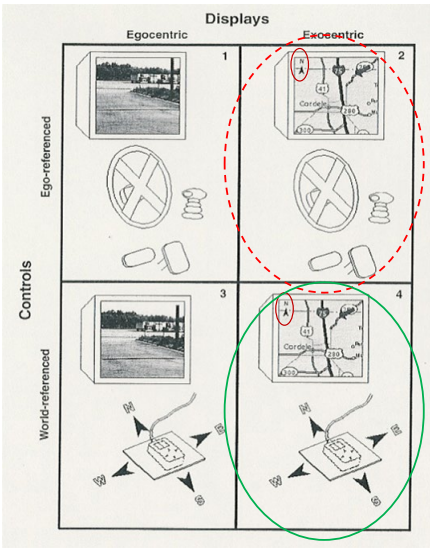 Displays
Egocentric
Exocentric
1
2
N
41
Cordele
280
300
Ego-referenced
Controls
3
4
N
41
Cordele
280
300
World-referenced
N
E
W
S
N
E
W
S